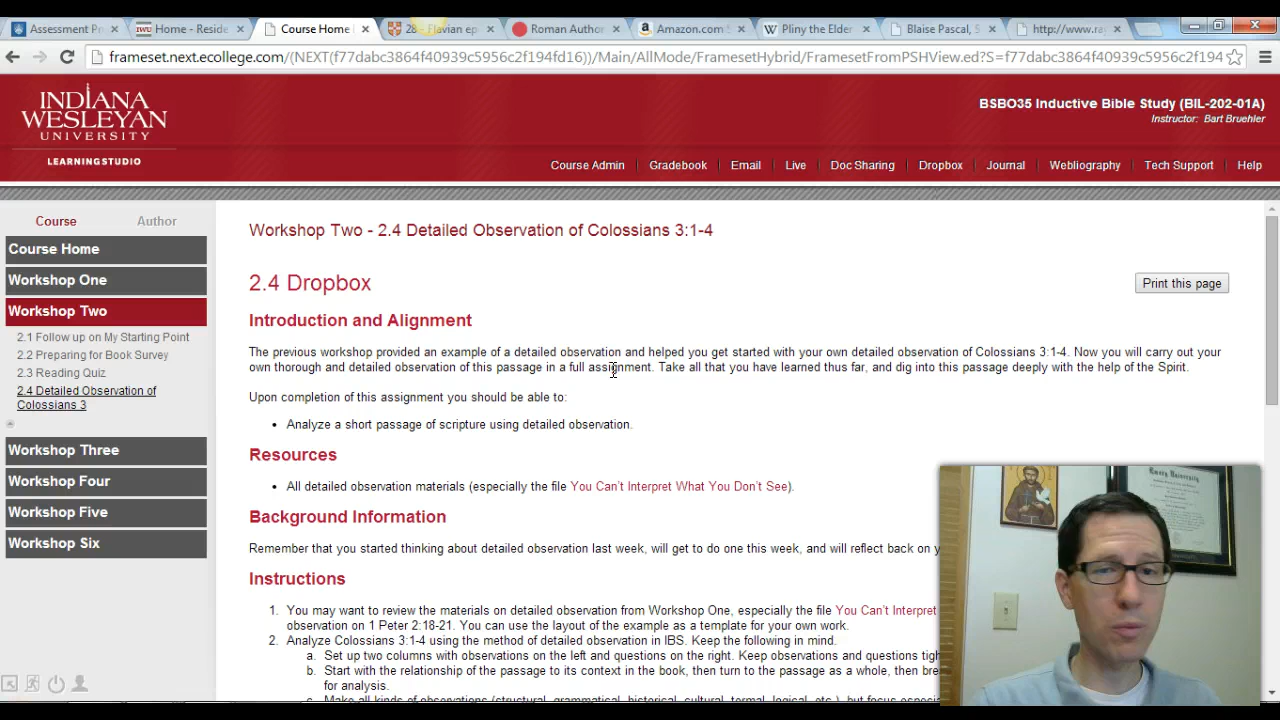 Assessment Pr
Home - Reside
Course Home
28 - Flavian ep
Roman Author
Amazon.com:
Pliny the Elder
Blaise Pascal, 5
frameset.next.ecollege.com/(NEXT(f77dabc3864f40939c5956c2f194fd16))/Main/AllMode/FramesetHybrid/FramesetFromPSHView.ed?S=f77dabc3864f40939c5956c2f194
INDIANA
WESLEYAN
UNIVERSITY
LEARNINGSTUDIO
BSBO35 Inductive Bible Study (BIL-202-01A)
Instructor: Bart Bruehler
Course Admin Gradebook Email Live Doc Sharing Dropbox Journal Webliography Tech Support Help
Course Author
Course Home
Workshop One
Workshop Two
2.1 Follow up on My Starting Point
2.2 Preparing for Book Survey
2.3 Reading Quiz
2.4 Detailed Observation of
Colossians 3
Workshop Three
Workshop Four
Workshop Five
Workshop Six
Workshop Two - 2.4 Detailed Observation of Colossians 3:1-4
2.4 Dropbox
Print this page
Introduction and Alignment
The previous workshop provided an example of a detailed observation and helped you get started with your own detailed observation of Colossians 3:1-4. Now you will carry out your
own thorough and detailed observation of this passage in a full assignment. Take all that you have learned thus far, and dig into this passage deeply with the help of the Spirit.
Upon completion of this assignment you should be able to:
• Analyze a short passage of scripture using detailed observation.
Resources
• All detailed observation materials (especially the file You Can't Interpret What You Don't See).
Background Information
Remember that you started thinking about detailed observation last week, will get to do one this week, and will reflect back on
Instructions
1. You may want to review the materials on detailed observation from Workshop One, especially the file You Can't Interpret
observation on 1 Peter 2:18-21. You can use the layout of the example as a template for your own work.
2. Analyze Colossians 3:1-4 using the method of detailed observation in IBS. Keep the following in mind.
a. Set up two columns with observations on the left and questions on the right. Keep observations and questions
b. Start with the relationship of the passage to its context in the book, then turn to the passage as a whole, then
for analysis.
c. Make all kinds of observations (structural, grammatical, historical, cultural, termal, logical, etc.), but focus